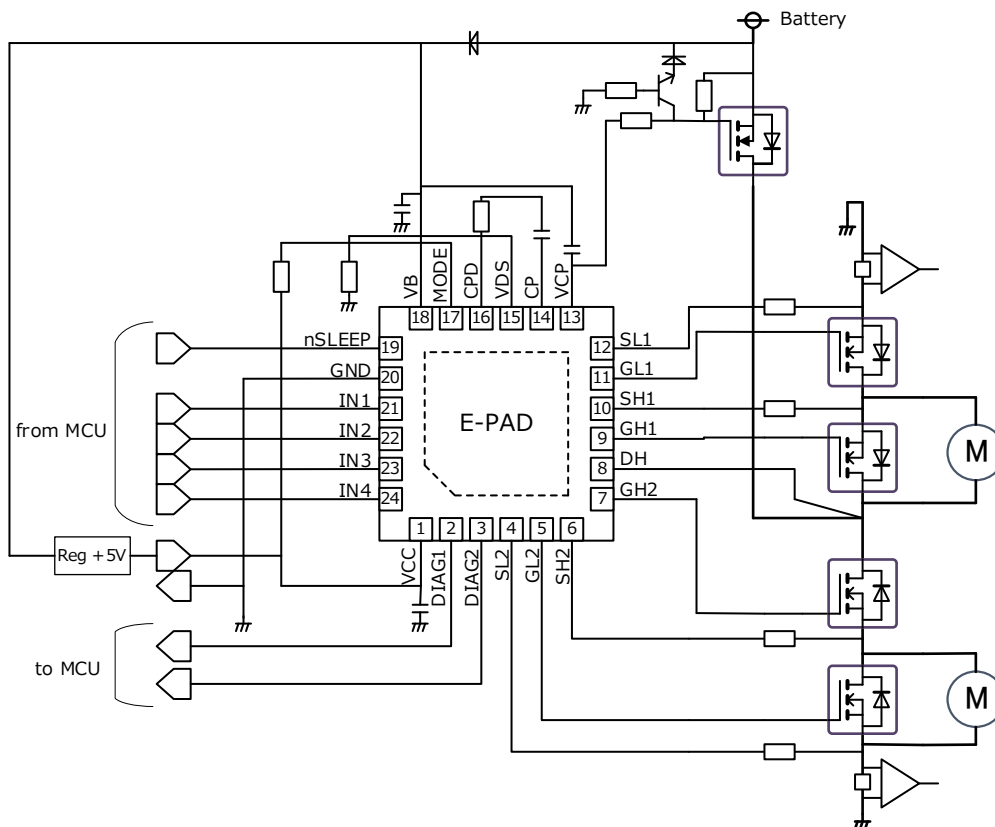 Battery
VB
MODE
CPD
VDS
CP
VCP
18
17
16
15
14
13
nSLEEP
19
12
SL1
GND
20
11
GL1
from MCU
IN1
21
E-PAD
10
SH1
IN2
22
9
GH1
M
IN3
23
8
DH
IN4
24
7
GH2
1
2
3
4
5
6
Reg +5V
VCC
DIAG1
DIAG2
SL2
GL2
SH2
to MCU
M